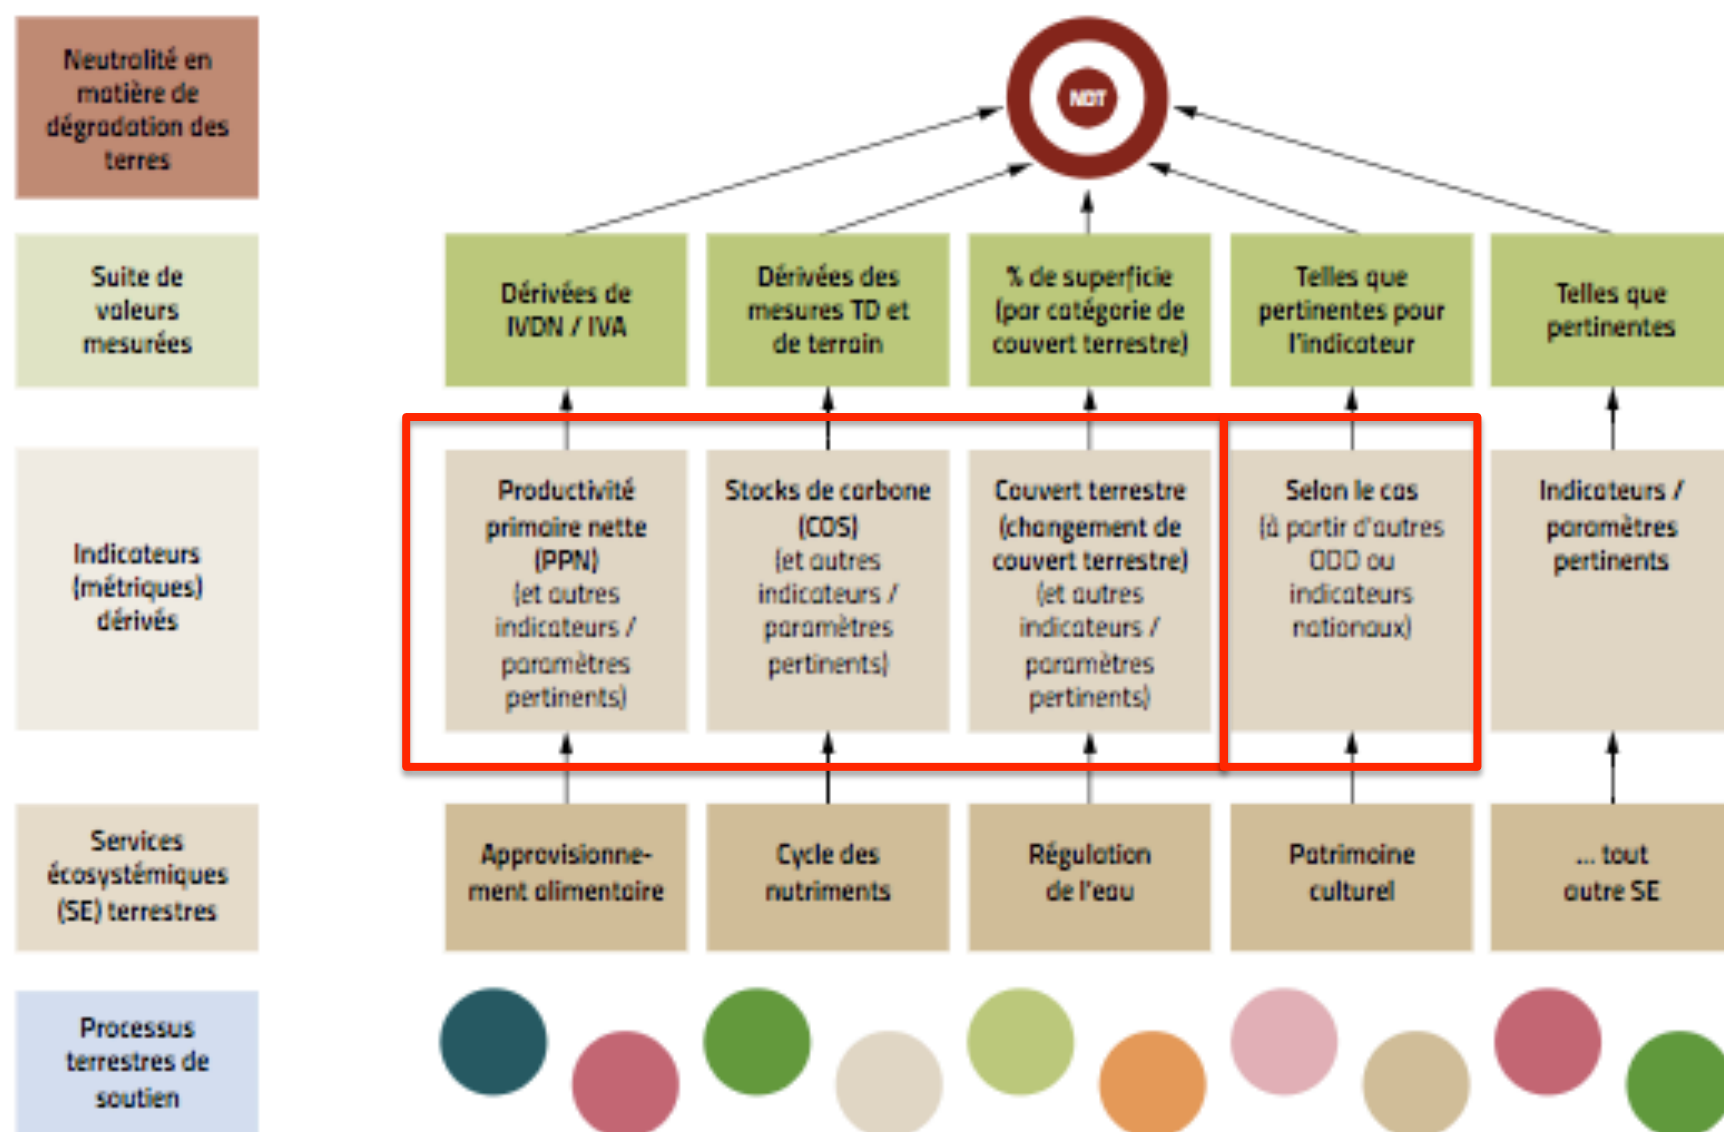 Neutralité en
matière de
dégradation des
terres
NDT
Suite de
valeurs
mesurées
Dérivées de
IVDN / IVA
Dérivées des
mesures TD et
de terrain
% de superficie
(par catégorie de
couvert terrestre)
Telles que
pertinentes pour
l'indicateur
Telles que
pertinentes
Indicateurs
(métriques)
dérivés
Productivité
primaire nette
(PPN)
(et autres
indicateurs /
paramètres
pertinents)
Stocks de carbone
(COS)
(et autres
indicateurs /
paramètres
pertinents)
Couvert terrestre
(changement de
couvert terrestre)
(et autres
indicateurs /
paramètres
pertinents)
Selon le cas
(à partir d'autres
ODD ou
indicateurs
nationaux)
Indicateurs /
paramètres
pertinents
Services
écosystémiques
(SE) terrestres
Approvisionne-
ment alimentaire
Cycle des
nutriments
Régulation
de l'eau
Patrimoine
culturel
... tout
autre SE
Processus
terrestres de
soutien